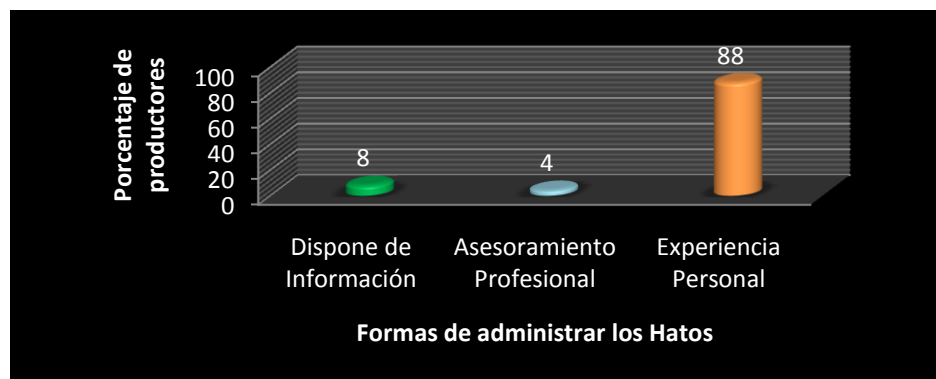 Porcentaje de
productores
100
80
60
40
20
0
8
4
88
Dispone de
Información
Asesoramiento
Profesional
Experiencia
Personal
Formas de administrar los Hatos